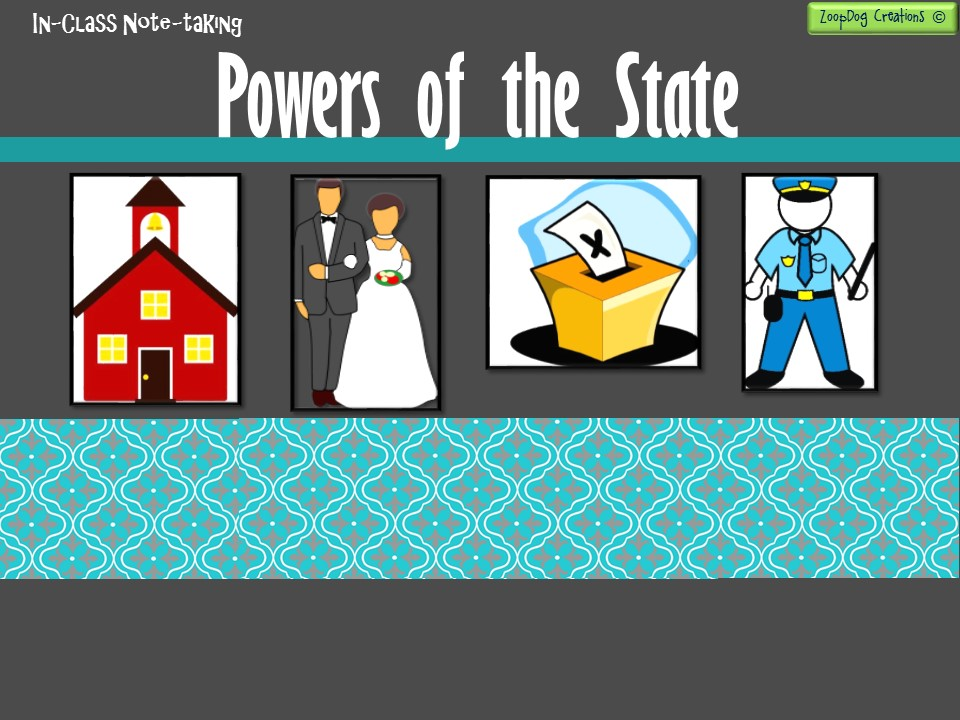 In-Class Note-taking
ZoopDog Creations ©
Powers of the State
X